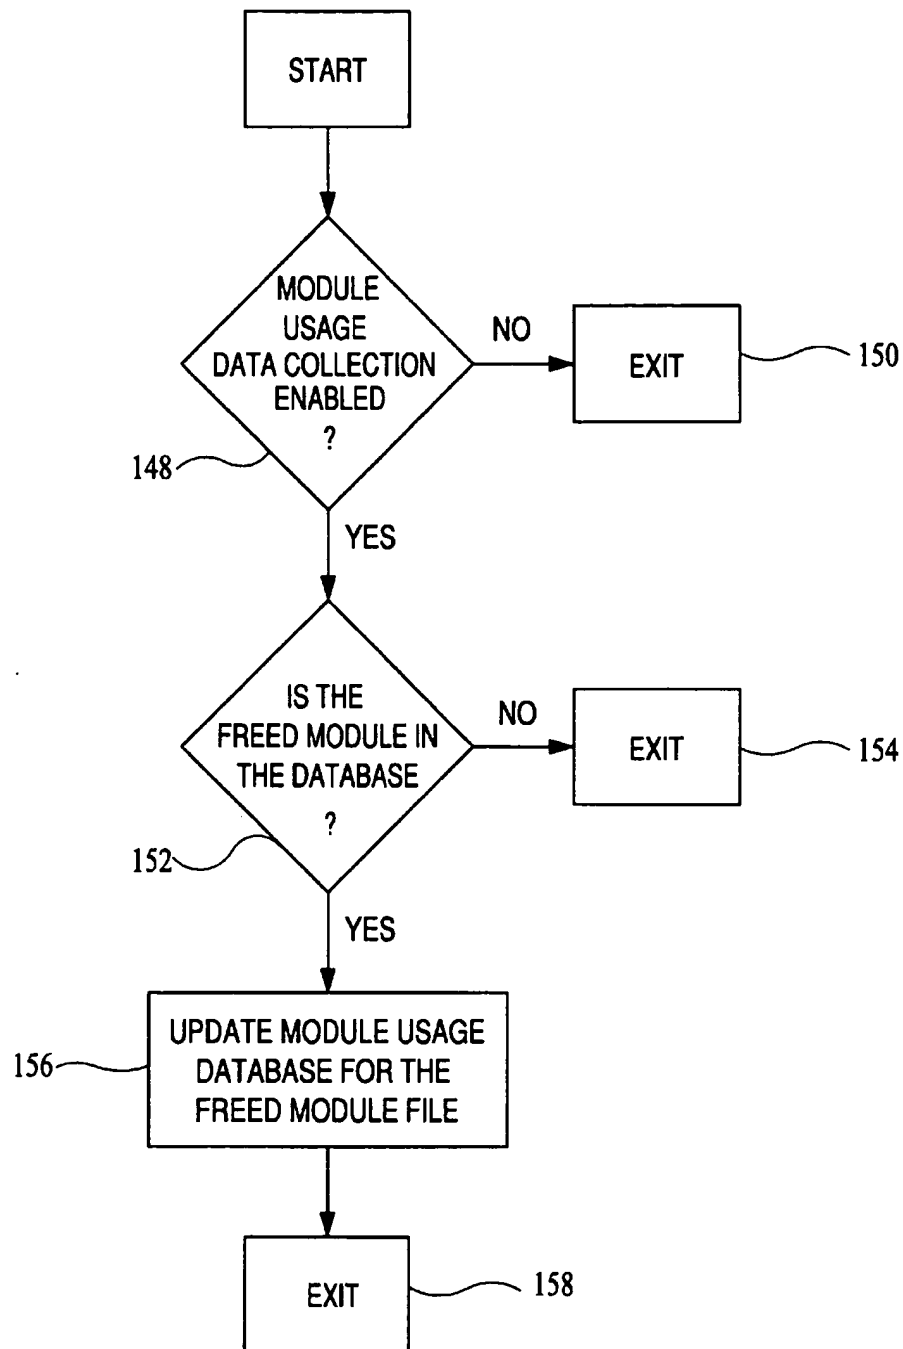 START
MODULE
USAGE
DATA COLLECTION
ENABLED
?
NO
EXIT
150
148
YES
IS THE
FREED MODULE IN
THE DATABASE
?
NO
EXIT
154
152
YES
UPDATE MODULE USAGE
DATABASE FOR THE
FREED MODULE FILE
156
EXIT
158